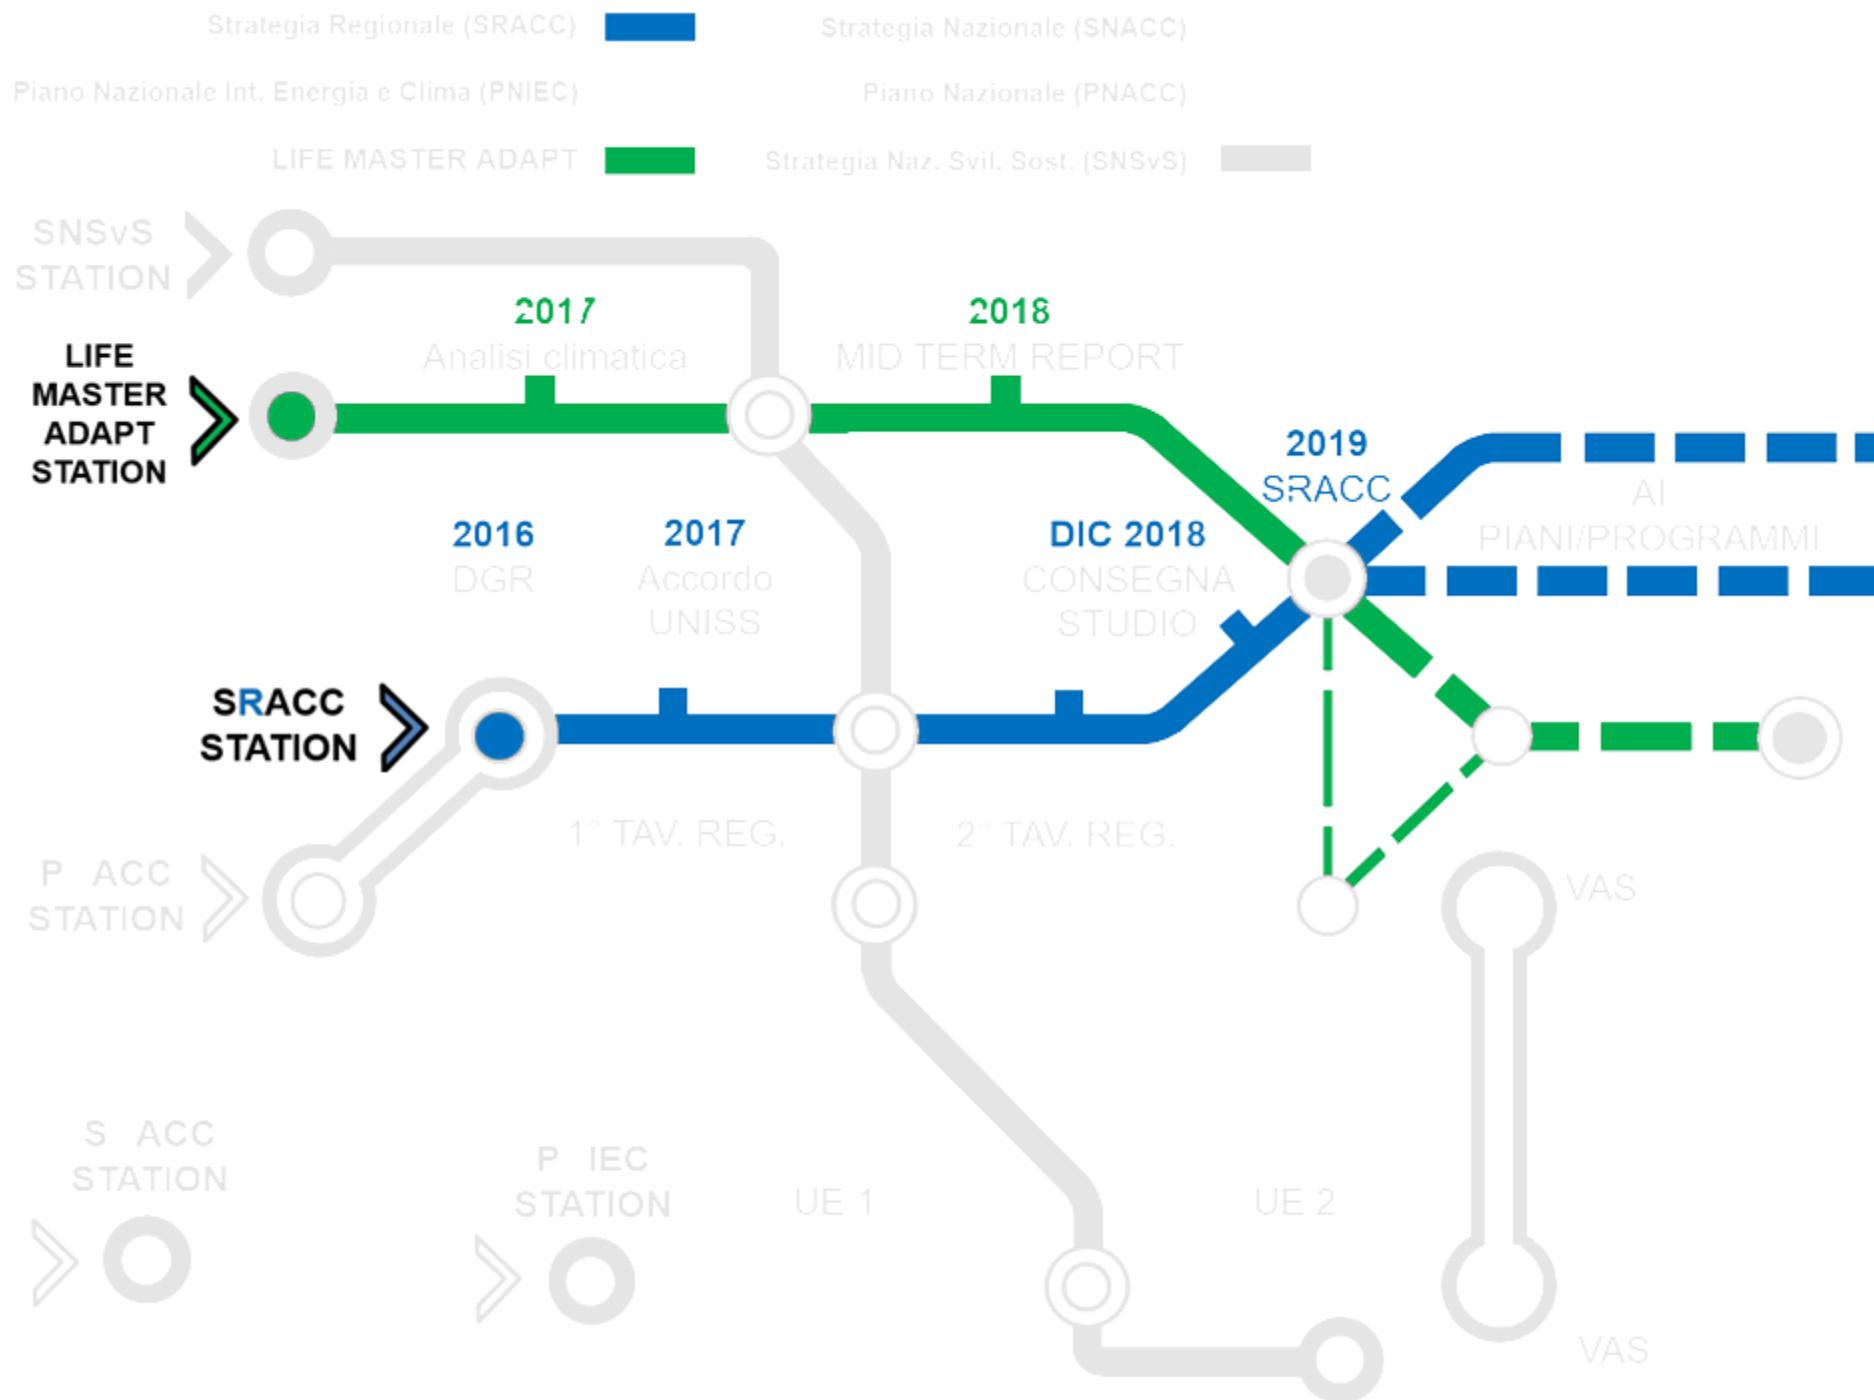 Strategia Regionale (SRACC)
Strategia Nazionale (SNACC)
Piano Nazionale Int. Energia e Clima (PNIEC)
Piano Nazionale (PNACC)
LIFE MASTER ADAPT
Strategia Naz. Svil. Sost. (SNSvS)
SNSvS
STATION
2017
Analisi climatica
2018
MID TERM REPORT
LIFE
MASTER
ADAPT
STATION
2019
SRACC
AI
PIANI/PROGRAMMI
2016
DGR
2017
Accordo
UNISS
DIC 2018
CONSEGNA
STUDIO
SRACC
STATION
1° TAV. REG.
2° TAV. REG.
P ACC
STATION
VAS
S ACC
STATION
P IEC
STATION
UE 1
UE 2
VAS